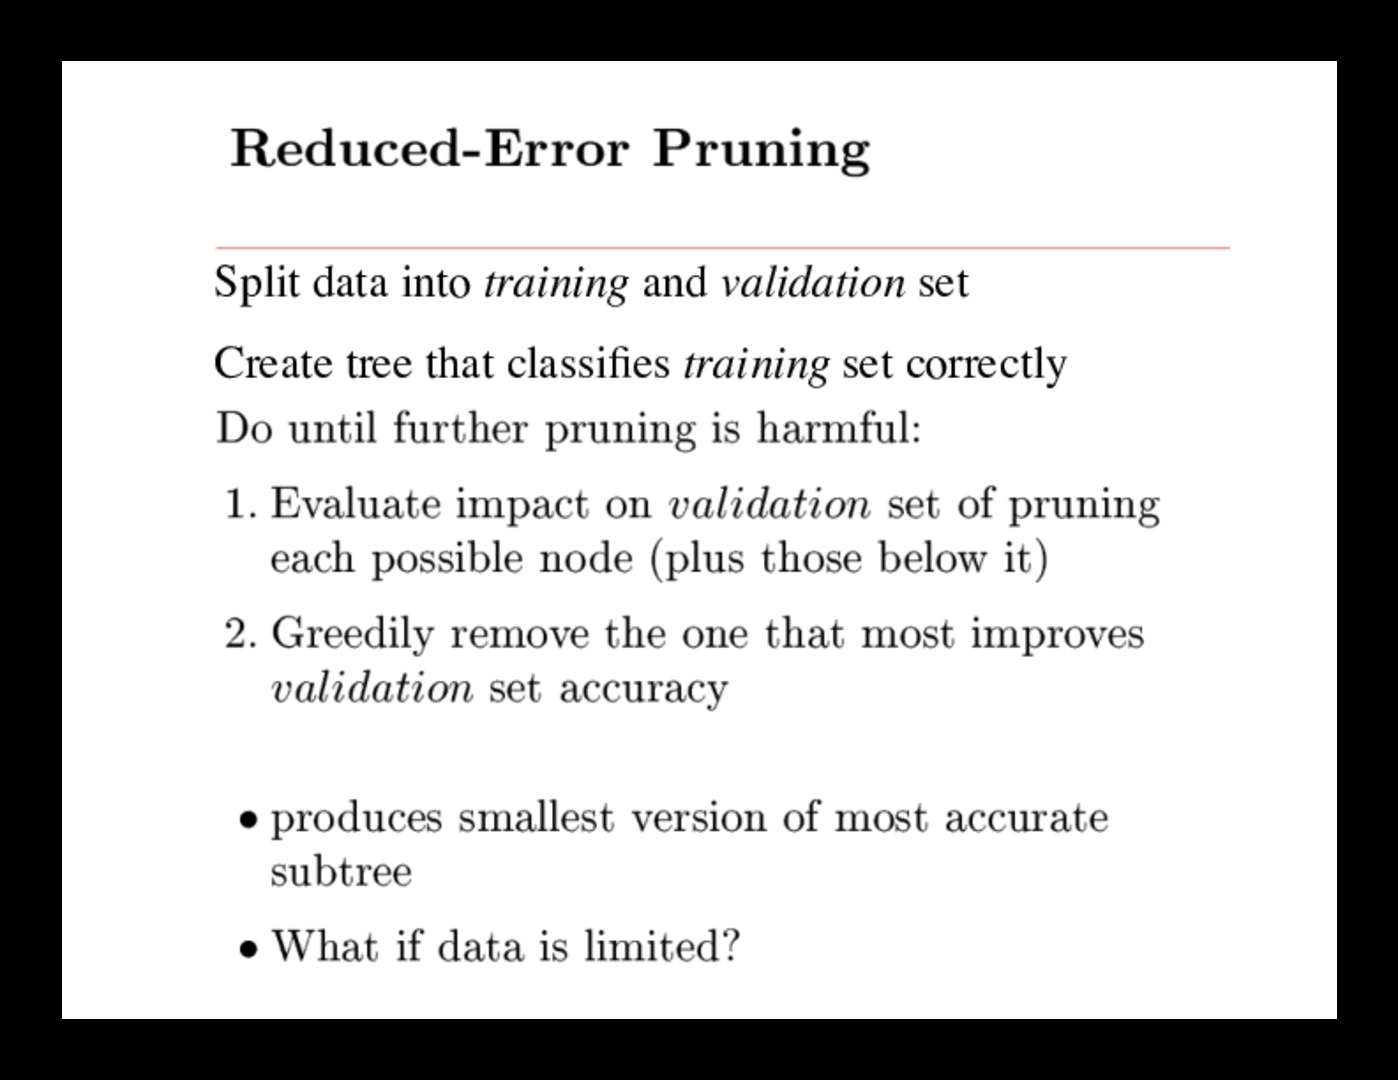 Reduced-Error Pruning
Split data into training and validation set
Create tree that classifies training set correctly
Do until further pruning is harmful:
1. Evaluate impact on validation set of pruning
each possible node (plus those below it)
2. Greedily remove the one that most improves
validation set accuracy
• produces smallest version of most accurate
subtree
• What if data is limited?